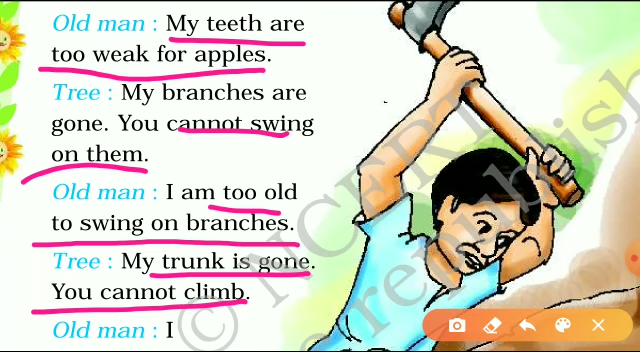 Old man : My teeth are
too weak for apples.
Tree : My branches are
gone. You cannot swing
on them.
Old man : I am too old
to swing on branches.
Tree : My trunk is gone.
You cannot climb.
Old man : I
© NCERT
republish